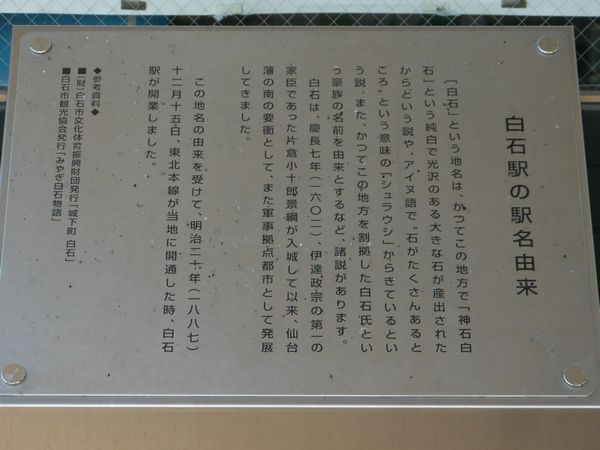 白石駅の駅名由来
「白石」という地名は、かつてこの地方で「神石白
石」という純白で光沢のある大きな石が産出された
からどいう説や、アイヌ語で“石がたくさんあると
ころ”という意味の「シュラウシ」からきているとい
う説、また、かつてこの地方を割拠した白石氏とい
う豪族の名前を由来とするなど、諸説があります。
白石は、慶長七年(一六〇二)、伊達政宗の第一の
家臣であった片倉小十郎景綱が入城して以来、仙台
藩の南の要衝として、また軍事拠点都市として発展
してきました。
この地名の由来を受けて、明治二十年(一八八七)
十二月十五日、東北本線が当地に開通した時、白石
駅が開業しました。
◆参考資料◆
■(財)白石市文化体育振興財団発行「城下町 白石」
■白石市観光協会発行「みやぎ白石物語」